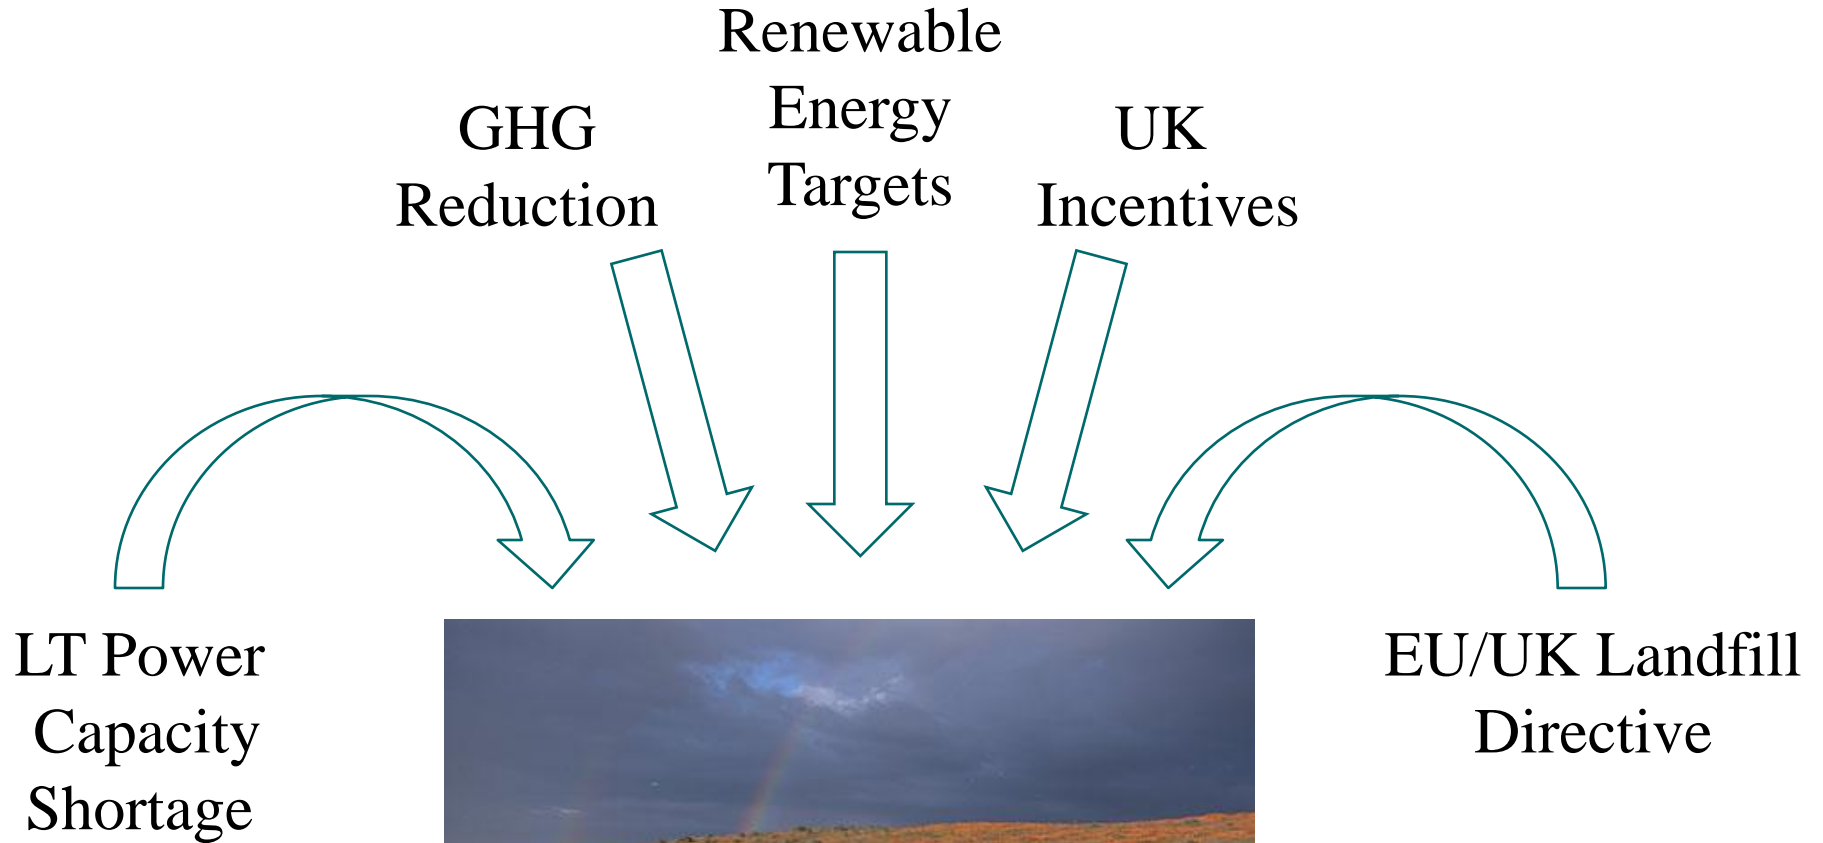 Renewable
Energy
Targets
GHG
Reduction
UK
Incentives
LT Power
Capacity
Shortage
EU/UK Landfill
Directive